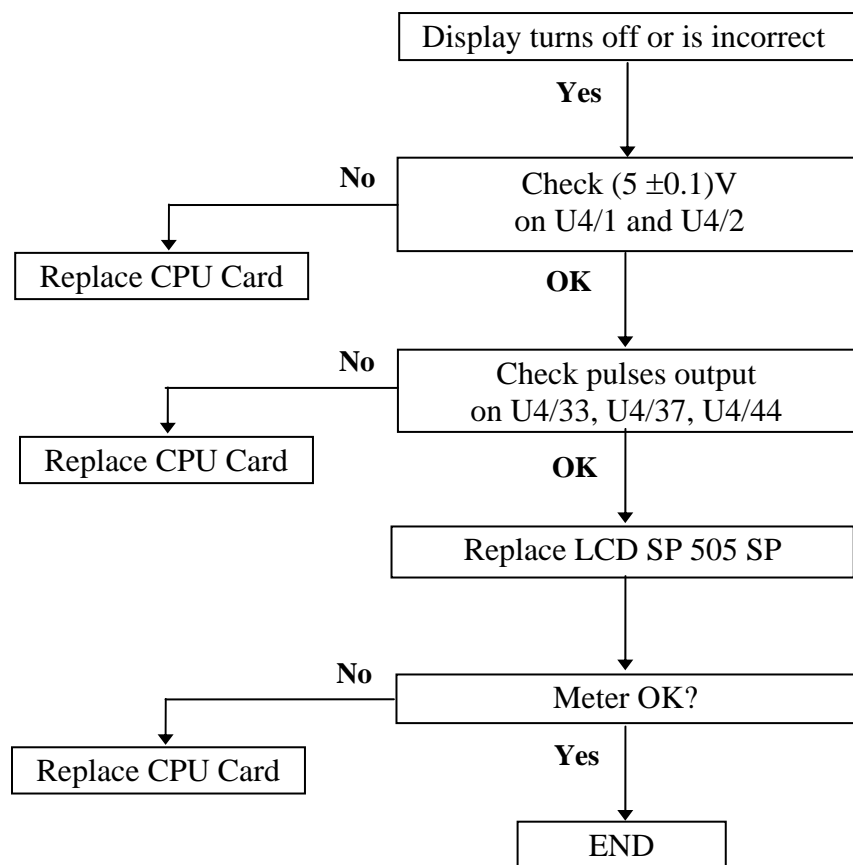 Display turns off or is incorrect
Yes
No
Check (5 ±0.1)V
on U4/1 and U4/2
Replace CPU Card
OK
No
Check pulses output
on U4/33, U4/37, U4/44
Replace CPU Card
OK
Replace LCD SP 505 SP
No
Meter OK?
Replace CPU Card
Yes
END